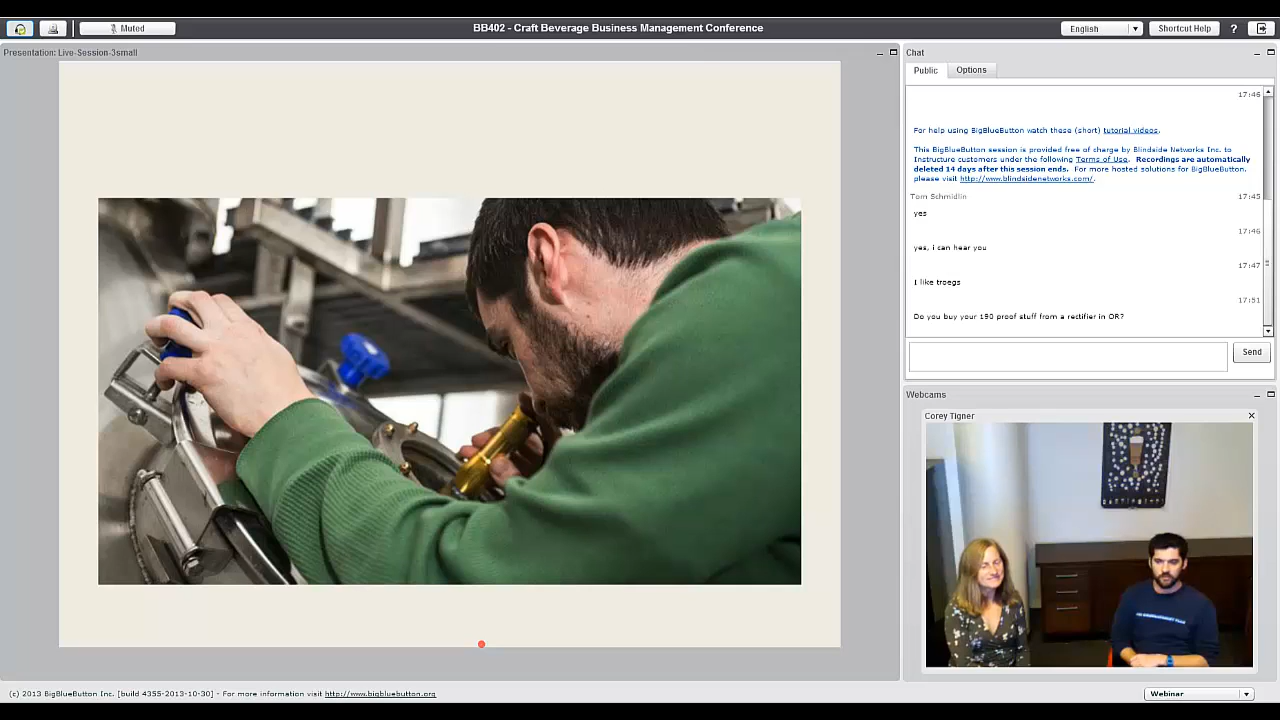 Muted
BB402 - Craft Beverage Business Management Conference
English
Shortcut Help
?
Presentation: Live-Session-3small
Chat
Public
Options
17:46
For help using BigBlueButton watch these (short) tutorial videos.
This BigBlueButton session is provided free of charge by Blindside Networks Inc. to
Instructure customers under the following Terms of Use. Recordings are automatically
deleted 14 days after this session ends. For more hosted solutions for BigBlueButton,
please visit http://www.blindsidenetworks.com/.
Tom Schmidlin 17:45
yes
17:46
yes, i can hear you
17:47
I like troegs
17:51
Do you buy your 190 proof stuff from a rectifier in OR?
Send
Webcams
Corey Tigner
(c) 2013 BigBlueButton Inc. [build 4355-2013-10-30] - For more information visit http://www.bigbluebutton.org
Webinar